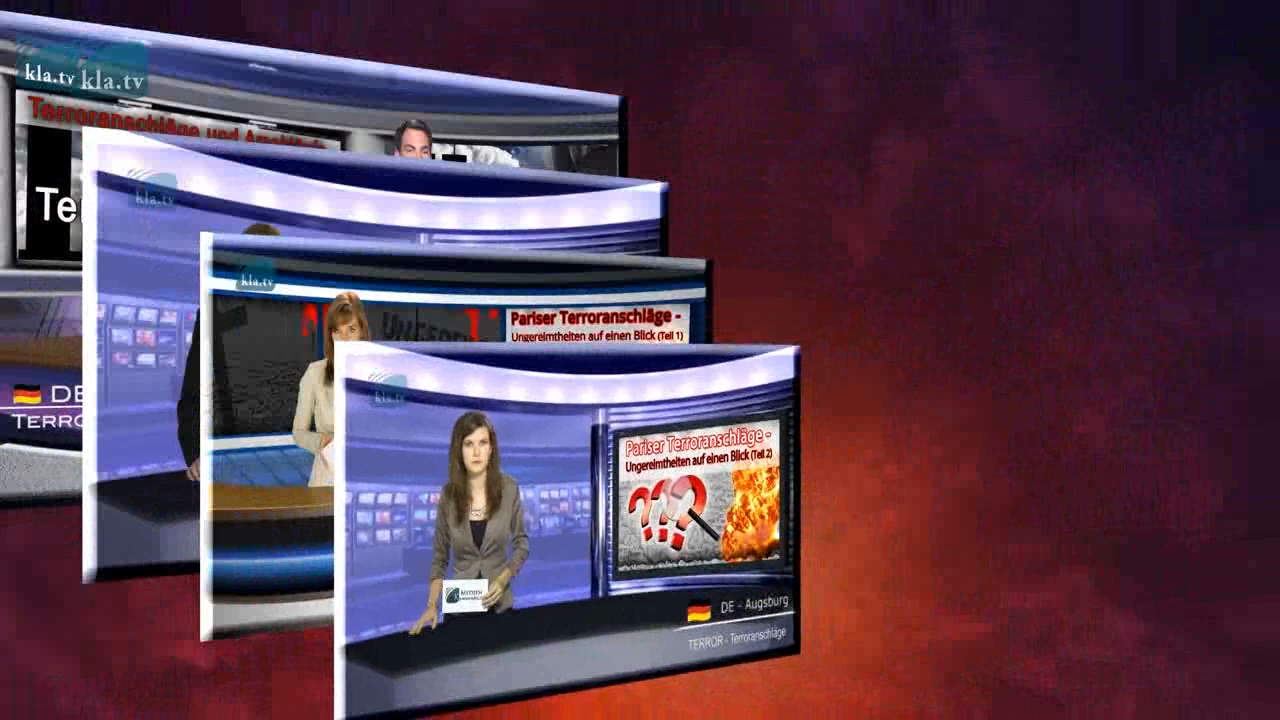 kla.tv kla.tv
Terroranschläge und
Te
DE
TERRO
kla.tv
kla.tv
Pariser Terroranschläge -
Ungereimtheiten auf einen Blick (Teil 1)
kla.tv
Pariser Terroranschläge -
Ungereimtheiten auf einen Blick (Teil 2)
???
DE - Augsburg
TERROR - Terroranschläge